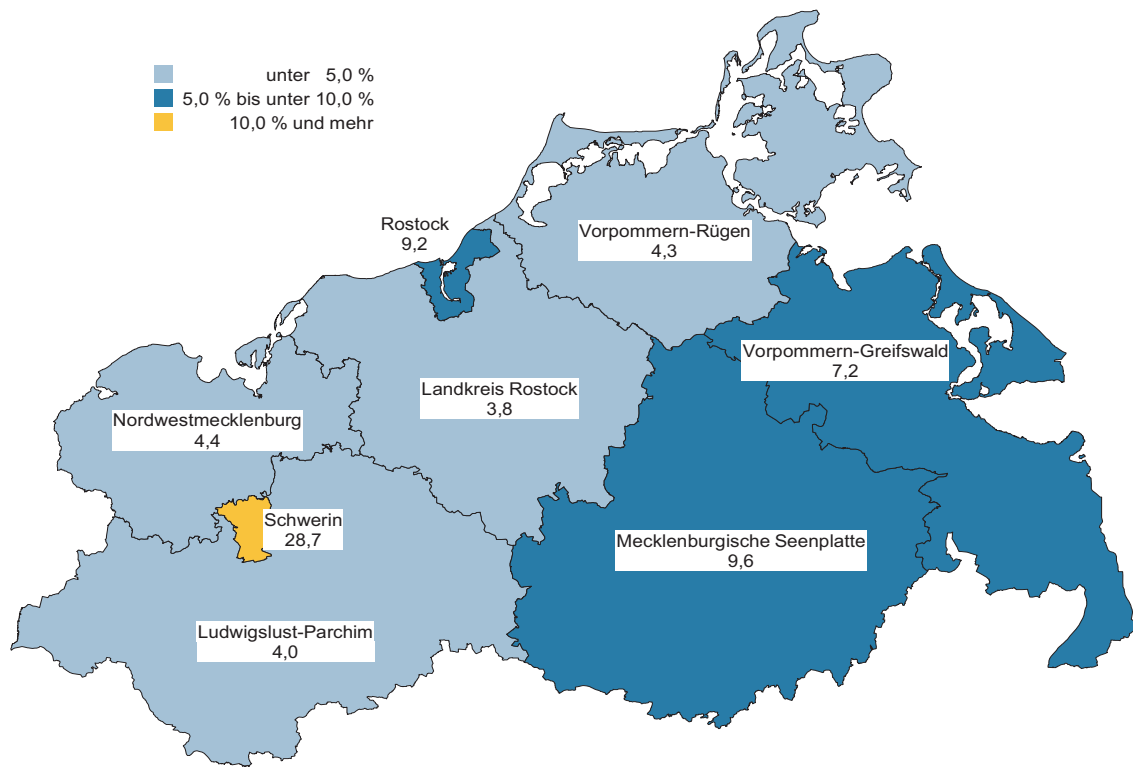 unter 5,0 %
5,0 % bis unter 10,0 %
10,0 % und mehr
Rostock
9,2
Vorpommern-Rügen
4,3
Vorpommern-Greifswald
7,2
Landkreis Rostock
3,8
Nordwestmecklenburg
4,4
Schwerin
28,7
Mecklenburgische Seenplatte
9,6
Ludwigslust-Parchim
4,0